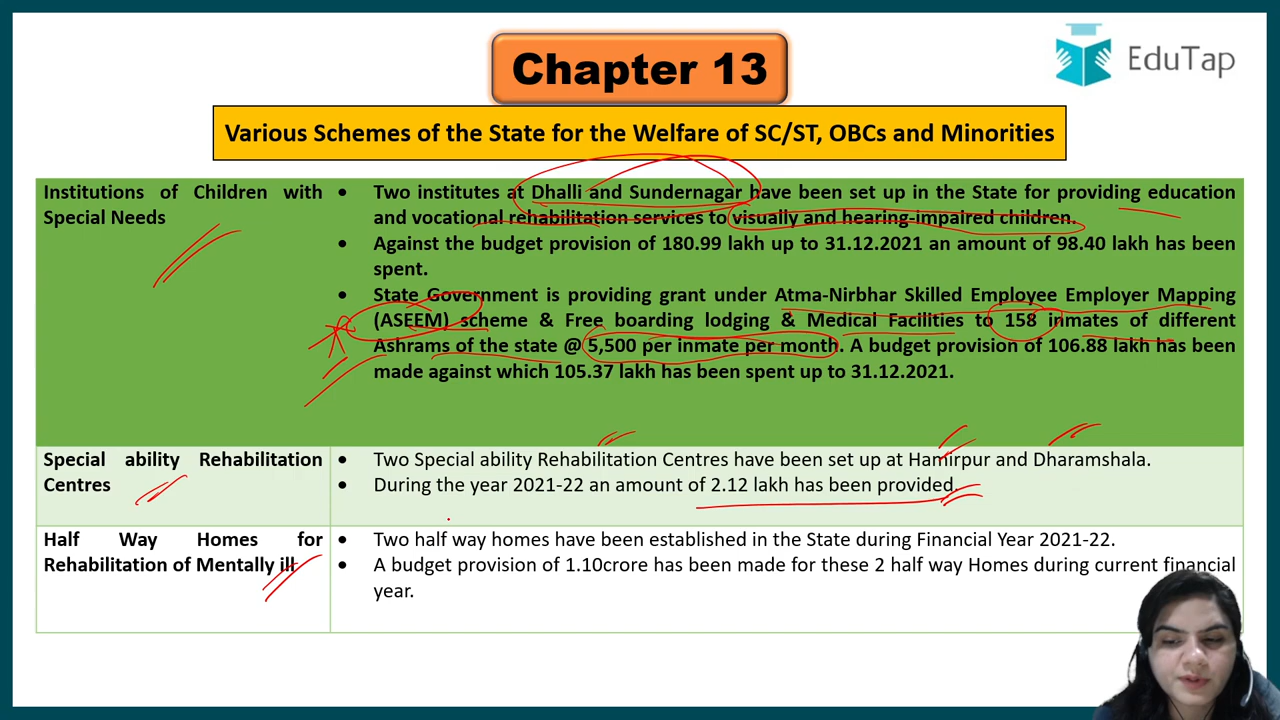 Chapter 13
EduTap
Various Schemes of the State for the Welfare of SC/ST, OBCs and Minorities
Institutions of Children with
Special Needs
• Two institutes at Dhalli and Sundernagar have been set up in the State for providing education
and vocational rehabilitation services to visually and hearing-impaired children.
• Against the budget provision of 180.99 lakh up to 31.12.2021 an amount of 98.40 lakh has been
spent.
• State Government is providing grant under Atma-Nirbhar Skilled Employee Employer Mapping
(ASEEM) scheme & Free boarding lodging & Medical Facilities to 158 inmates of different
Ashrams of the state @ 5,500 per inmate per month. A budget provision of 106.88 lakh has been
made against which 105.37 lakh has been spent up to 31.12.2021.
Special ability Rehabilitation
Centres
• Two Special ability Rehabilitation Centres have been set up at Hamirpur and Dharamshala.
• During the year 2021-22 an amount of 2.12 lakh has been provided.
Half Way Homes for
Rehabilitation of Mentally ill
• Two half way homes have been established in the State during Financial Year 2021-22.
• A budget provision of 1.10crore has been made for these 2 half way Homes during current financial
year.